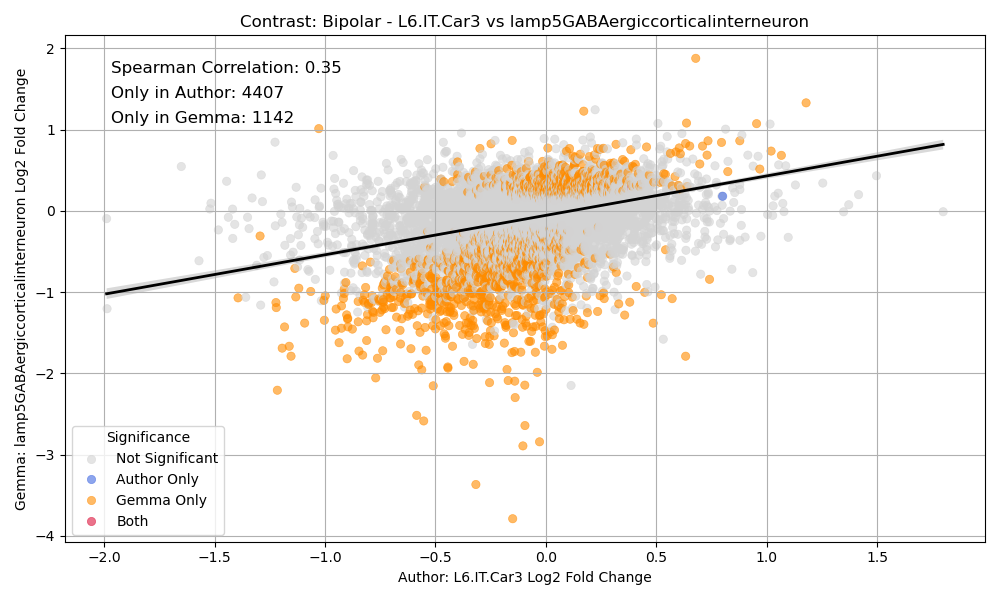 Contrast: Bipolar - L6.IT.Car3 vs lamp5GABAergiccorticalinterneuron
Spearman Correlation: 0.35
Only in Author: 4407
Only in Gemma: 1142
Gemma: lamp5GABAergiccorticalinterneuron Log2 Fold Change
2
1
0
−1
−2
−3
−4
Significance
Not Significant
Author Only
Gemma Only
Both
−2.0 −1.5 −1.0 −0.5 0.0 0.5 1.0 1.5
Author: L6.IT.Car3 Log2 Fold Change